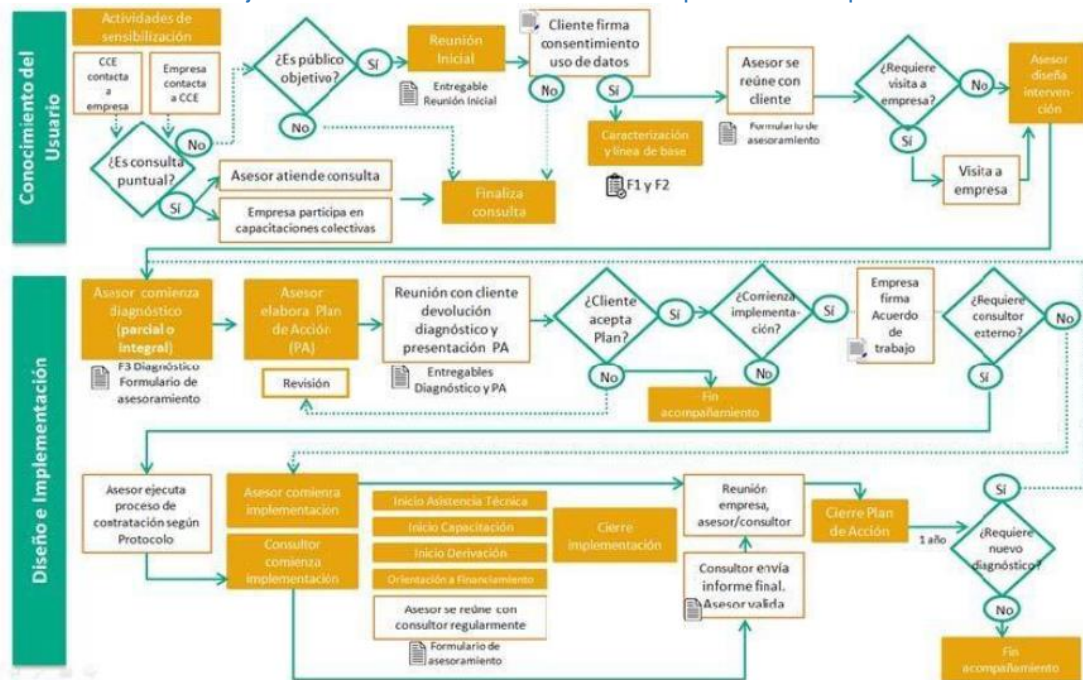 Conocimiento del
Usuario
Actividades de
sensibilización
CCE
contacta
a
empresa
Empresa
contacta
a CCE
¿Es consulta
puntual?
No
Sí
¿Es público
objetivo?
Sí
No
Reunión
Inicial
Entregable
Reunión Inicial
Asesor atiende consulta
Empresa participa en
capacitaciones colectivas
Finaliza
consulta
Cliente firma
consentimiento
uso de datos
No
Sí
Caracterización
y línea de base
F1 y F2
Asesor se
reúne con
cliente
Formulario de
asesoramiento
¿Requiere
visita a
empresa?
No
Sí
Visita a
empresa
Asesor
diseña
intervención
Diseño e Implementación
Asesor comienza
diagnóstico
(parcial o
integral)
F3 Diagnóstico
Formulario de
asesoramiento
Asesor
elabora Plan
de Acción
(PA)
Revisión
Reunión con cliente
devolución
diagnóstico y
presentación PA
Entregables
Diagnóstico y PA
¿Cliente
acepta
Plan?
Sí
No
¿Comienza
implementa-
ción?
Sí
No
Fin
acompañamiento
Empresa
firma
Acuerdo
de
trabajo
¿Requiere
consultor
externo?
No
Sí
Asesor ejecuta
proceso de
contratación según
Protocolo
Asesor comienza
implementación
Consultor
comienza
implementación
Inicio Asistencia Técnica
Inicio Capacitación
Inicio Derivación
Orientación a Financiamiento
Asesor se reúne con
consultor regularmente
Formulario de
asesoramiento
Cierre
implementación
Reunión
empresa,
asesor/consultor
Consultor envía
informe final.
Asesor valida
Cierre Plan
de Acción
1 año
Sí
¿Requiere
nuevo
diagnóstico?
No
Fin
acompañamiento